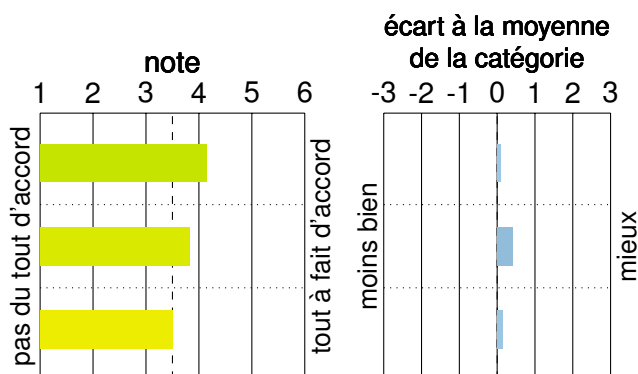 note
1 2 3 4 5 6
pas du tout d'accord
tout à fait d'accord
écart à la moyenne
de la catégorie
-3 -2 -1 0 1 2 3
moins bien
mieux